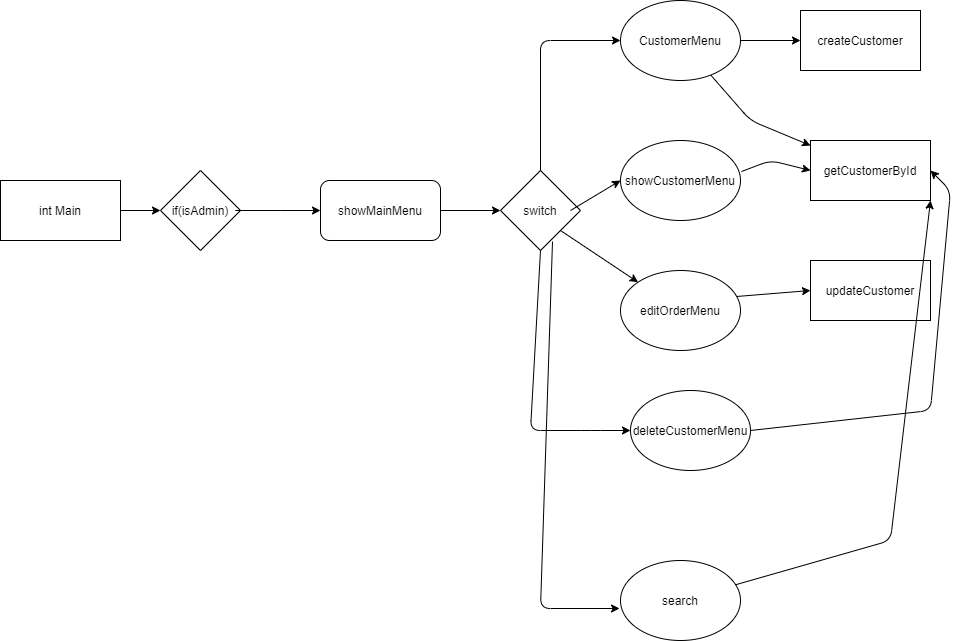 CustomerMenu
createCustomer
showCustomerMenu
getCustomerById
int Main
if(isAdmin)
showMainMenu
switch
editOrderMenu
updateCustomer
deleteCustomerMenu
search